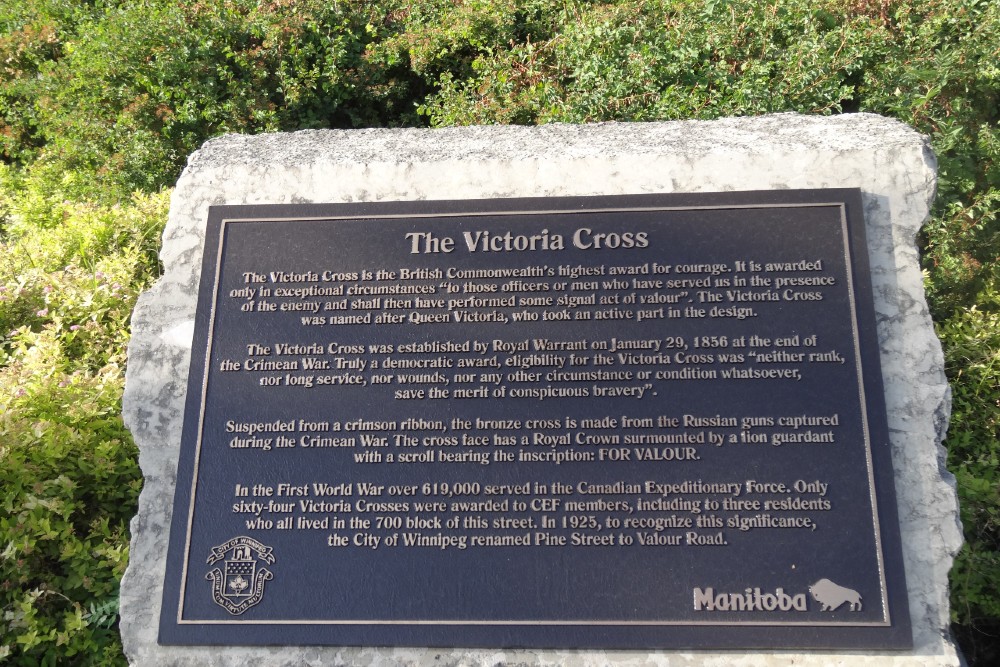 The Victoria Cross
The Victoria Cross is the British Commonwealth's highest award for courage. It is awarded
only in exceptional circumstances "to those officers or men who have served us in the presence
of the enemy and shall then have performed some signal act of valour". The Victoria Cross
was named after Queen Victoria, who took an active part in the design.
The Victoria Cross was established by Royal Warrant on January 29, 1856 at the end of
the Crimean War. Truly a democratic award, eligibility for the Victoria Cross was "neither rank,
nor long service, nor wounds, nor any other circumstance or condition whatsoever,
save the merit of conspicuous bravery".
Suspended from a crimson ribbon, the bronze cross is made from the Russian guns captured
during the Crimean War. The cross face has a Royal Crown surmounted by a lion guardant
with a scroll bearing the inscription: FOR VALOUR.
In the First World War over 619,000 served in the Canadian Expeditionary Force. Only
sixty-four Victoria Crosses were awarded to CEF members, including to three residents
who all lived in the 700 block of this street. In 1925, to recognize this significance,
the City of Winnipeg renamed Pine Street to Valour Road.
CITY OF WINNIPEG
UNUM CUM VIRTUTE MULTORUM
Manitoba